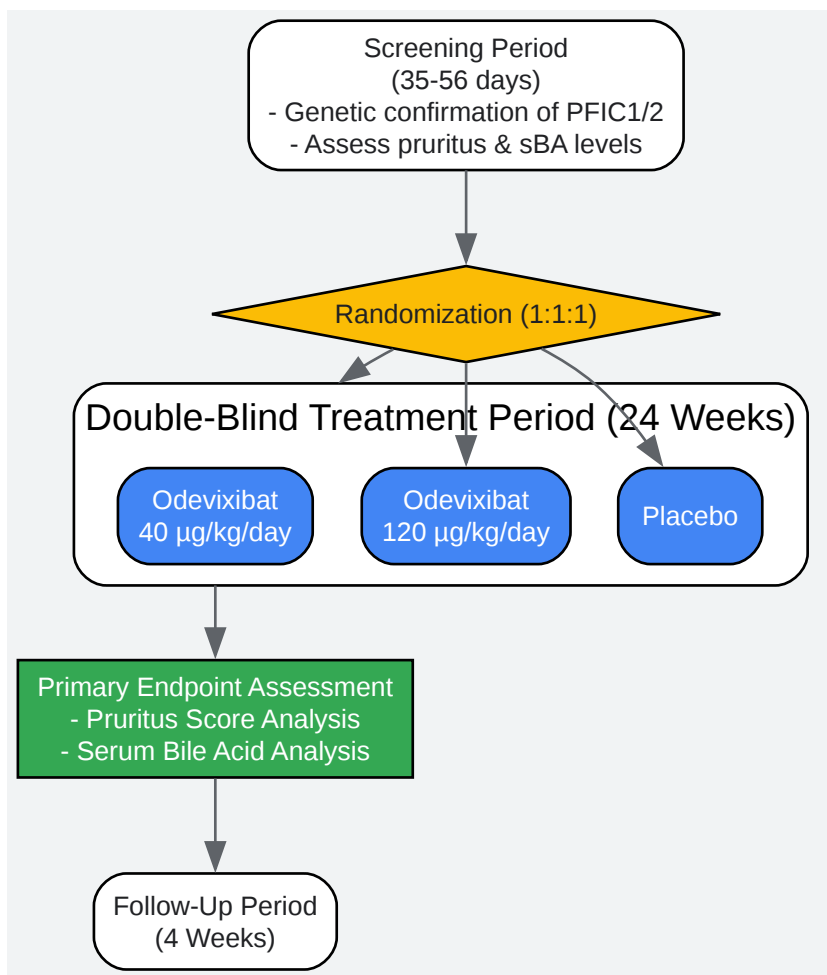 Screening Period
(35-56 days)
- Genetic confirmation of PFIC1/2
- Assess pruritus & sBA levels
Randomization (1:1:1)
Double-Blind Treatment Period (24 Weeks)
Odevixibat
40 µg/kg/day
Odevixibat
120 µg/kg/day
Placebo
Primary Endpoint Assessment
- Pruritus Score Analysis
- Serum Bile Acid Analysis
Follow-Up Period
(4 Weeks)